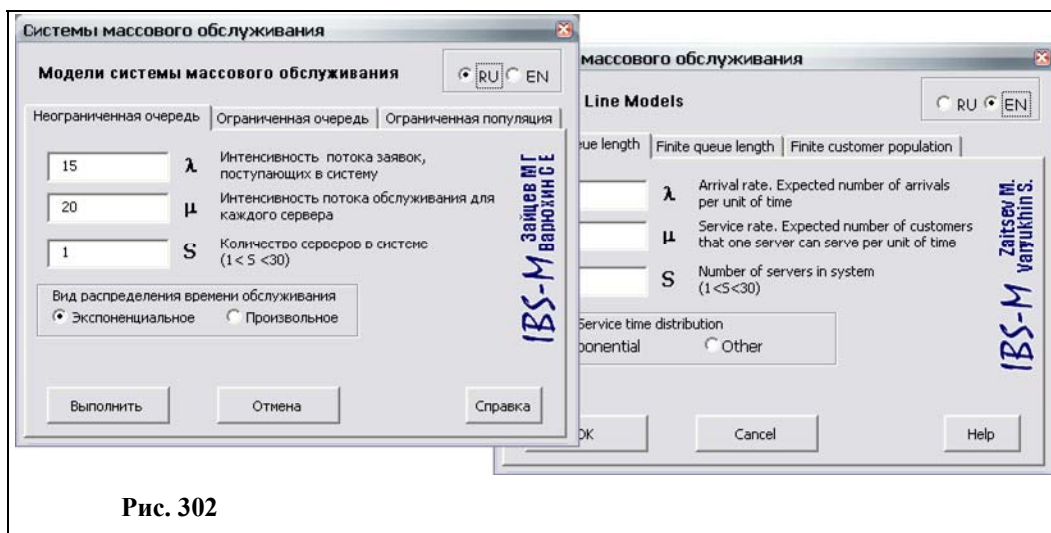 Системы массового обслуживания
Модели системы массового обслуживания
RU EN
Неограниченная очередь Ограниченная очередь Ограниченная популяция
15 λ Интенсивность потока заявок,
поступающих в систему
20 μ Интенсивность потока обслуживания для
каждого сервера
1 S Количество серверов в системе
(1< S <30)
Вид распределения времени обслуживания
Экспоненциальное Произвольное
Выполнить Отмена Справка
IBS-M Зайцев М Г
Варюхин С Е
массового обслуживания
Line Models
RU EN
ue length Finite queue length Finite customer population
λ Arrival rate. Expected number of arrivals
per unit of time
μ Service rate. Expected number of customers
that one server can serve per unit of time
S Number of servers in system
(1<S<30)
Service time distribution
ponential Other
OK Cancel Help
IBS-M Zaitsev M.
Varyukhin S.
Рис. 302